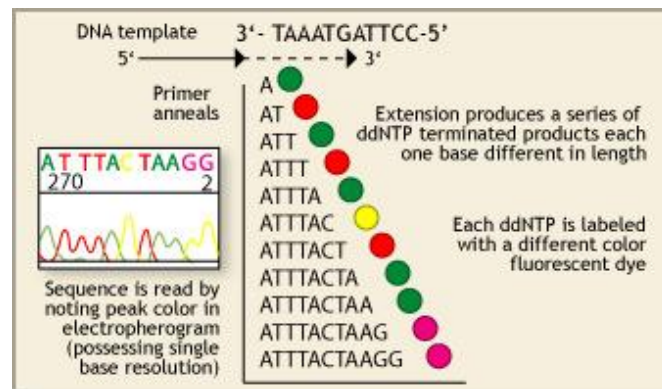 DNA template 3‘- TAAATGATTCC-5’
5‘ 3‘
Primer
anneals
A
AT
ATT
ATTT
ATTTA
ATTTAC
ATTTACT
ATTTACTA
ATTTACTAA
ATTTACTAAG
ATTTACTAAGG
Extension produces a series of
ddNTP terminated products each
one base different in length
Each ddNTP is labeled
with a different color
fluorescent dye
AT TTAC TAAGG
270 2
Sequence is read by
noting peak color in
electropherogram
(possessing single
base resolution)